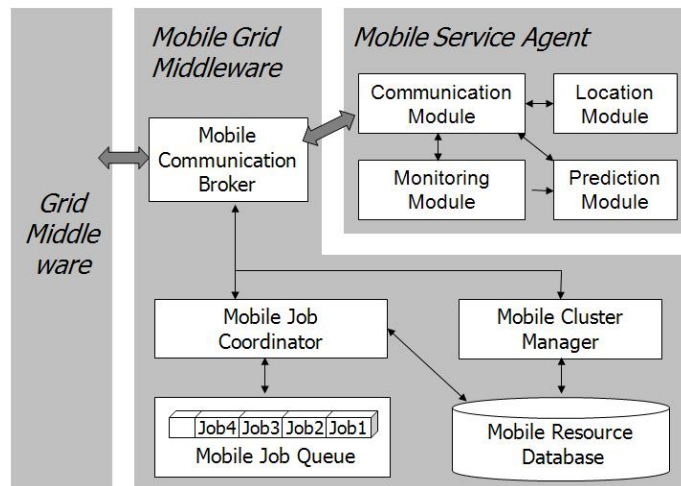 Mobile Grid
Middleware
Mobile Service Agent
Communication
Module
Location
Module
Mobile
Communication
Broker
Monitoring
Module
Prediction
Module
Grid
Middle
ware
Mobile Job
Coordinator
Mobile Cluster
Manager
Job4 Job3 Job2 Job1
Mobile Job Queue
Mobile Resource
Database